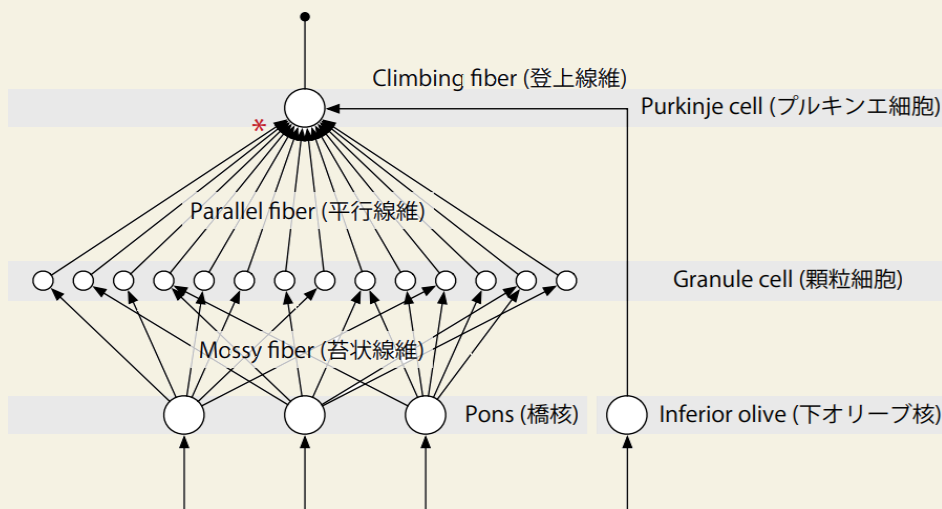 Climbing fiber (登上線維)
Purkinje cell (プルキンエ細胞)
*
Parallel fiber (平行線維)
Granule cell (顆粒細胞)
Mossy fiber (苔状線維)
Pons (橋核)
Inferior olive (下オリーブ核)